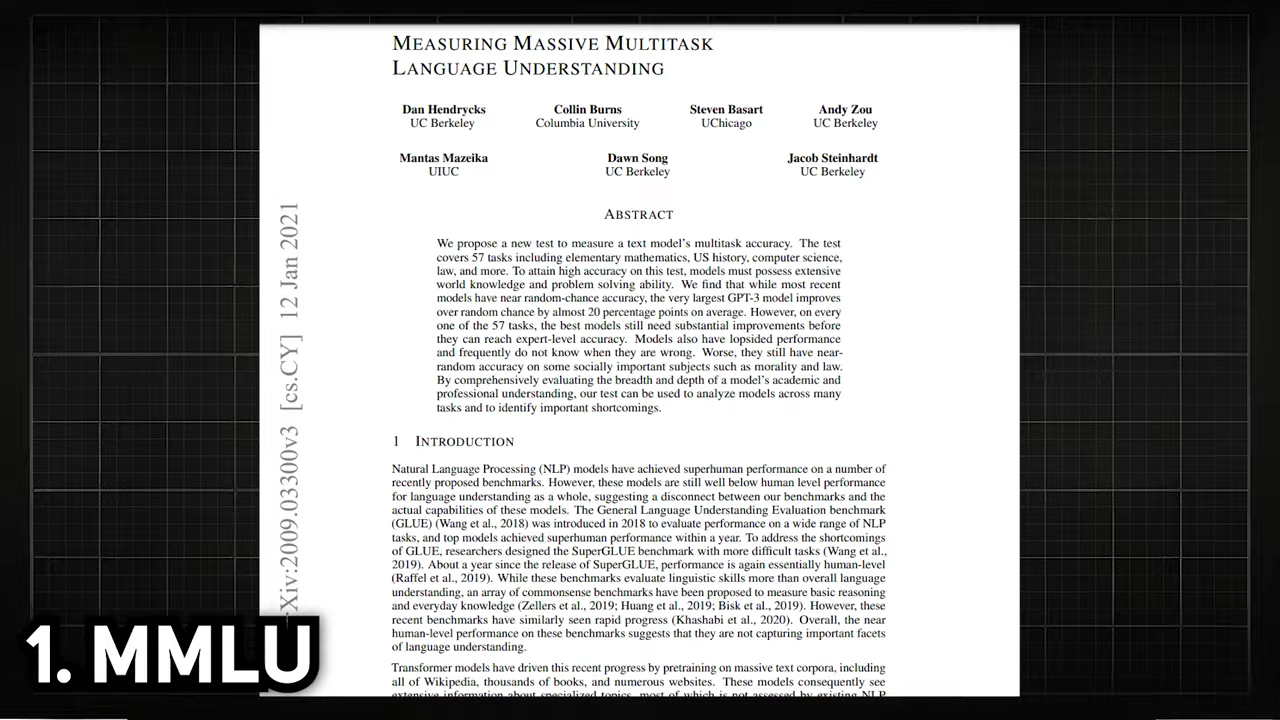 MEASURING MASSIVE MULTITASK
LANGUAGE UNDERSTANDING
Dan Hendrycks Collin Burns Steven Basart Andy Zou
UC Berkeley Columbia University UChicago UC Berkeley
Mantas Mazeika Dawn Song Jacob Steinhardt
UIUC UC Berkeley UC Berkeley
ABSTRACT
We propose a new test to measure a text model's multitask accuracy. The test
covers 57 tasks including elementary mathematics, US history, computer science,
law, and more. To attain high accuracy on this test, models must possess extensive
world knowledge and problem solving ability. We find that while most recent
models have near random-chance accuracy, the very largest GPT-3 model improves
over random chance by almost 20 percentage points on average. However, on every
one of the 57 tasks, the best models still need substantial improvements before
they can reach expert-level accuracy. Models also have lopsided performance
and frequently do not know when they are wrong. Worse, they still have near-
random accuracy on some socially important subjects such as morality and law.
By comprehensively evaluating the breadth and depth of a model's academic and
professional understanding, our test can be used to analyze models across many
tasks and to identify important shortcomings.
1 INTRODUCTION
Natural Language Processing (NLP) models have achieved superhuman performance on a number of
recently proposed benchmarks. However, these models are still well below human level performance
for language understanding as a whole, suggesting a disconnect between our benchmarks and the
actual capabilities of these models. The General Language Understanding Evaluation benchmark
(GLUE) (Wang et al., 2018) was introduced in 2018 to evaluate performance on a wide range of NLP
tasks, and top models achieved superhuman performance within a year. To address the shortcomings
of GLUE, researchers designed the SuperGLUE benchmark with more difficult tasks (Wang et al.,
2019). About a year since the release of SuperGLUE, performance is again essentially human-level
(Raffel et al., 2019). While these benchmarks evaluate linguistic skills more than overall language
understanding, an array of commonsense benchmarks have been proposed to measure basic reasoning
and everyday knowledge (Zellers et al., 2019; Huang et al., 2019; Bisk et al., 2019). However, these
recent benchmarks have similarly seen rapid progress (Khashabi et al., 2020). Overall, the near
human-level performance on these benchmarks suggests that they are not capturing important facets
of language understanding.
Transformer models have driven this recent progress by pretraining on massive text corpora, including
all of Wikipedia, thousands of books, and numerous websites. These models consequently see
extensive information about specialized topics, most of which is not assessed by existing NLP
Xiv:2009.03300v3 [cs.CY] 12 Jan 2021
1. MMLU